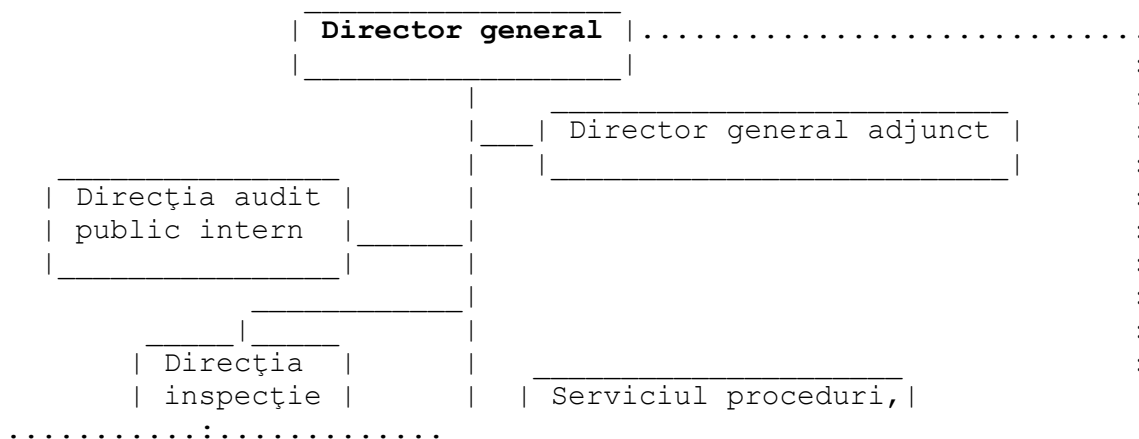 Director general
Director general adjunct
Direcţia audit
public intern
Direcţia
inspecţie
Serviciul proceduri,